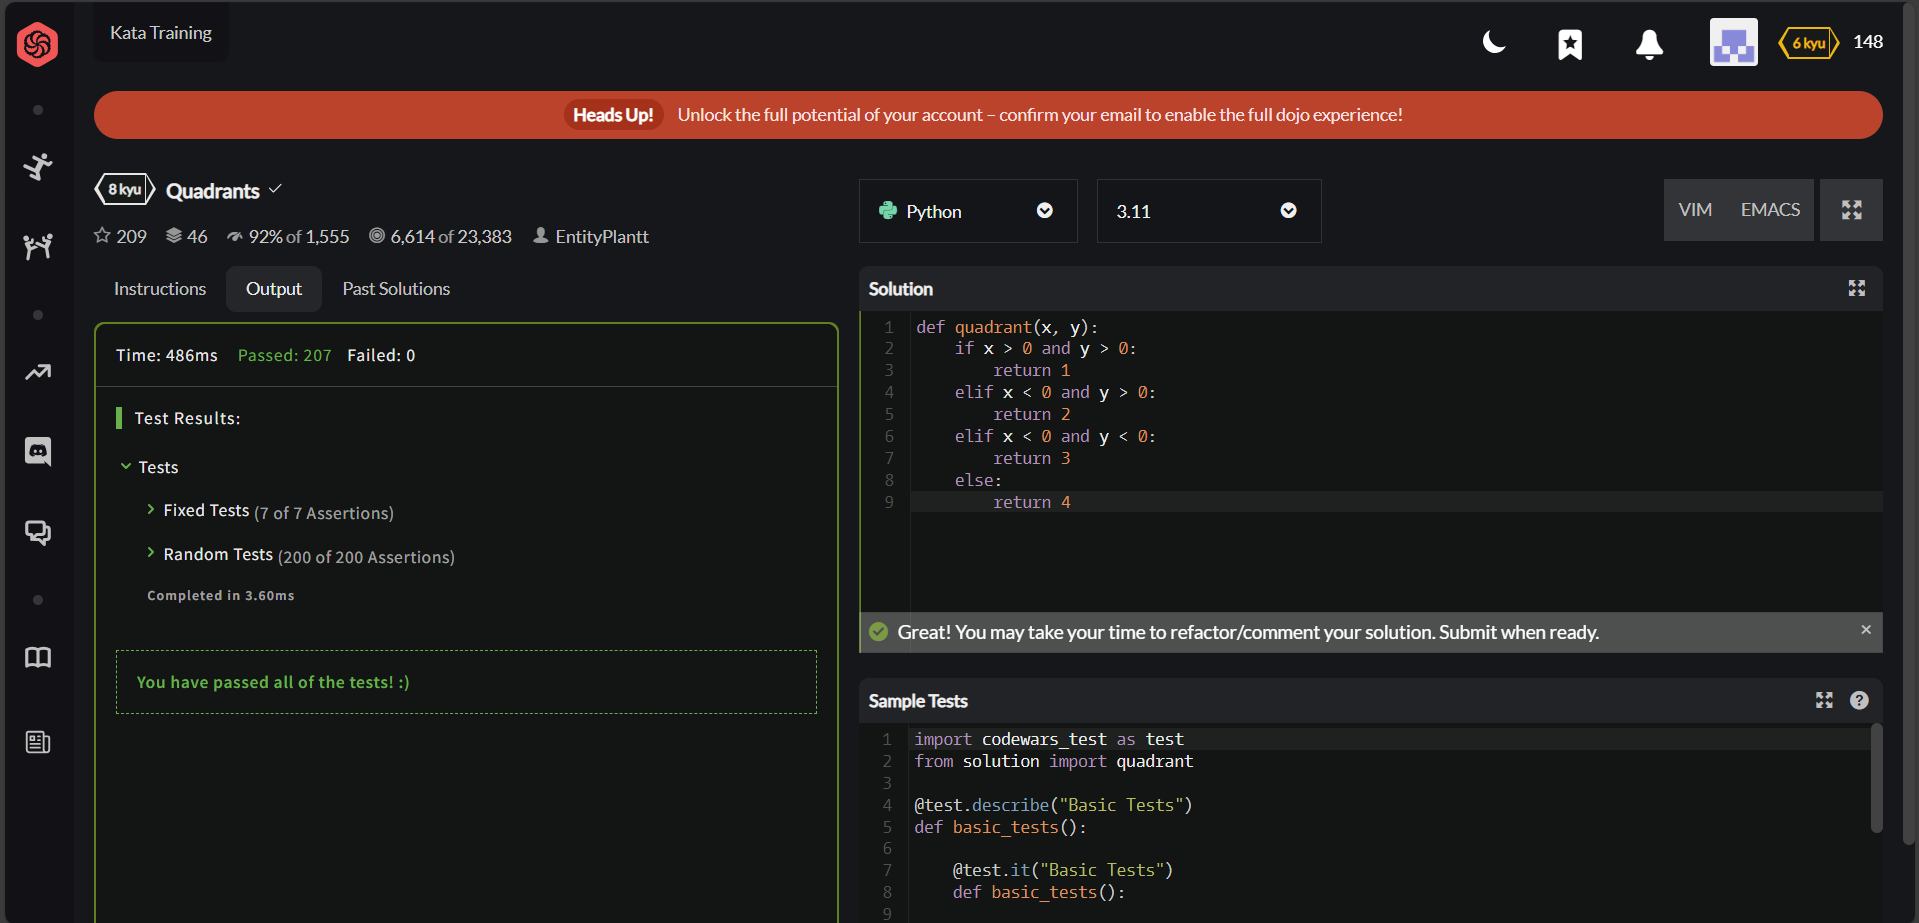 Kata Training
6 kyu 148
Heads Up! Unlock the full potential of your account – confirm your email to enable the full dojo experience!
8 kyu Quadrants
209 46 92% of 1,555 6,614 of 23,383 EntityPlantt
Python 3.11 VIM EMACS
Instructions Output Past Solutions
Time: 486ms Passed: 207 Failed: 0
Test Results:
Tests
Fixed Tests (7 of 7 Assertions)
Random Tests (200 of 200 Assertions)
Completed in 3.60ms
You have passed all of the tests! :)
Solution
1 def quadrant(x, y):
2     if x > 0 and y > 0:
3         return 1
4     elif x < 0 and y > 0:
5         return 2
6     elif x < 0 and y < 0:
7         return 3
8     else:
9         return 4
Great! You may take your time to refactor/comment your solution. Submit when ready.
Sample Tests
1 import codewars_test as test
2 from solution import quadrant
3
4 @test.describe("Basic Tests")
5 def basic_tests():
6
7     @test.it("Basic Tests")
8     def basic_tests():
9